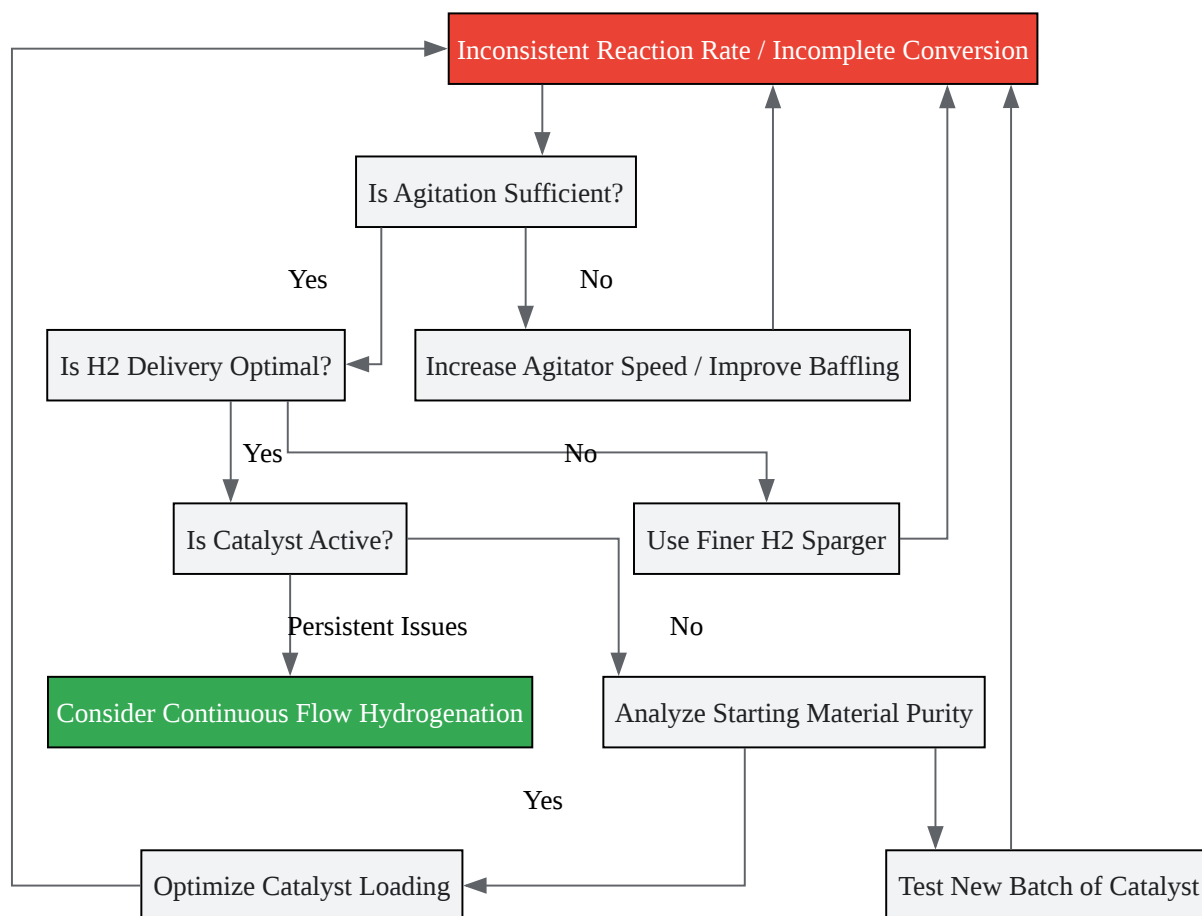 Inconsistent Reaction Rate / Incomplete Conversion
Is Agitation Sufficient?
Yes
No
Is H2 Delivery Optimal?
Increase Agitator Speed / Improve Baffling
Yes
No
Is Catalyst Active?
Use Finer H2 Sparger
Persistent Issues
No
Consider Continuous Flow Hydrogenation
Analyze Starting Material Purity
Yes
Optimize Catalyst Loading
Test New Batch of Catalyst